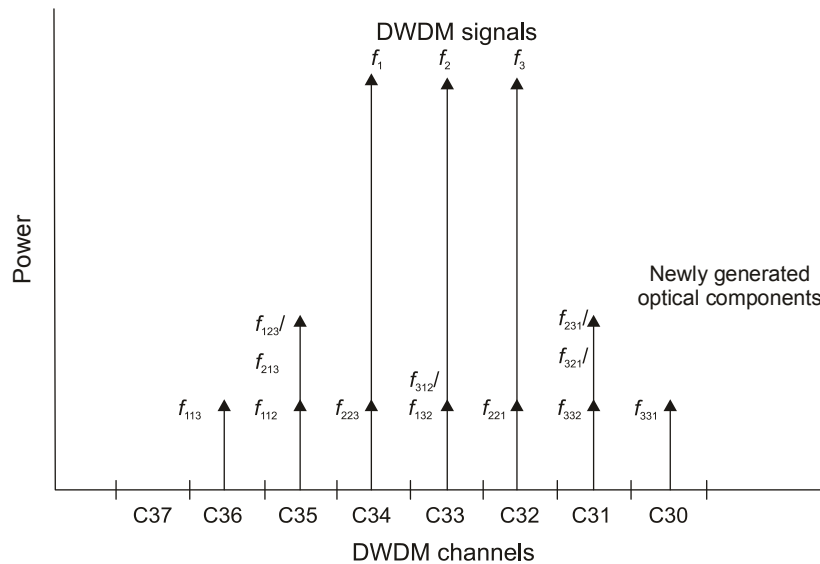 DWDM signals
f₁ f₂ f₃
Power
Newly generated
optical components
f₁₂₃/
f₂₁₃
f₂₃₁/
f₃₂₁/
f₃₁₂/
f₁₁₃ f₁₁₂ f₂₂₃ f₁₃₂ f₂₂₁ f₃₃₂ f₃₃₁
C37 C36 C35 C34 C33 C32 C31 C30
DWDM channels